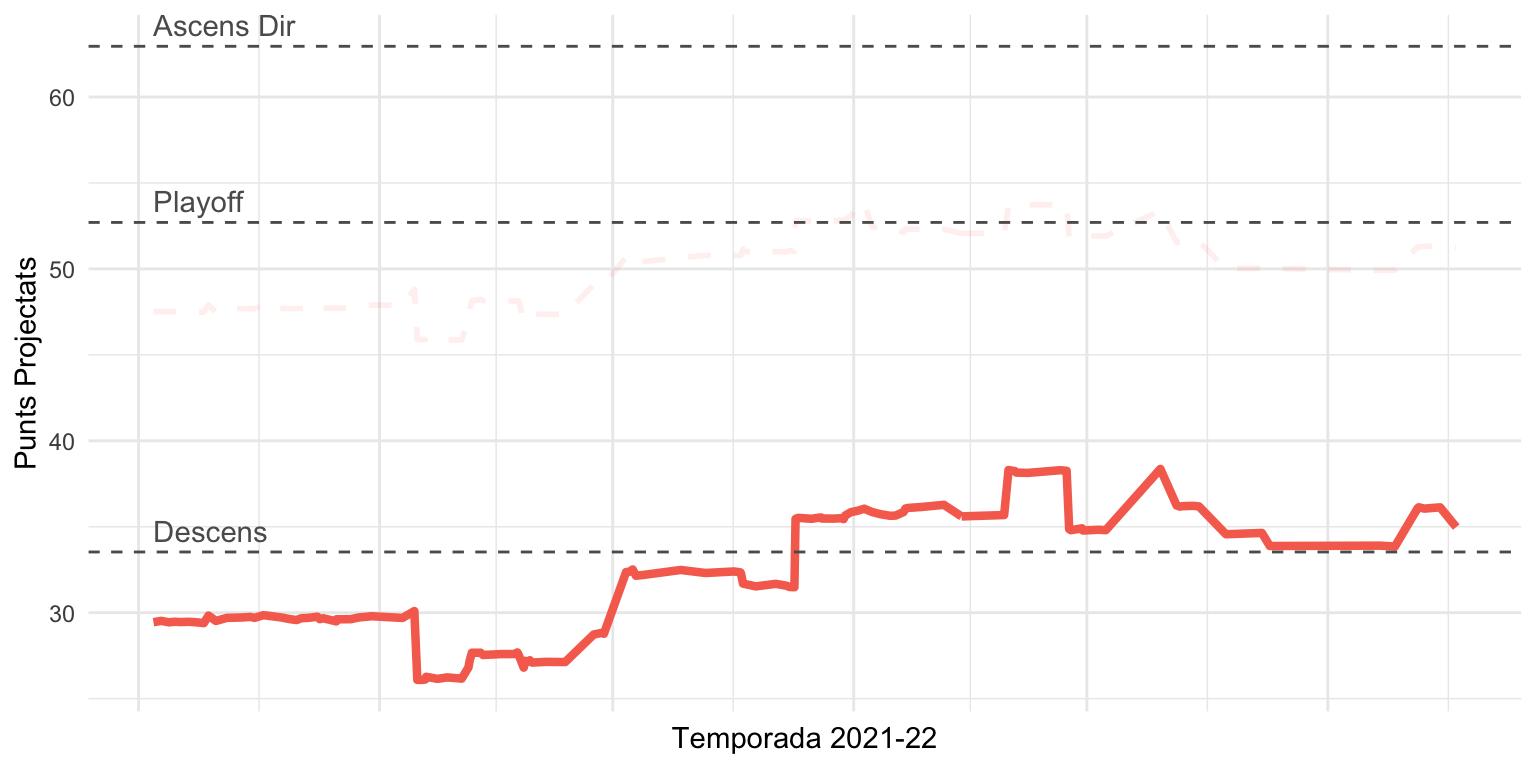 Ascens Dir
60
Playoff
50
Punts Projectats
40
Descens
30
Temporada 2021-22